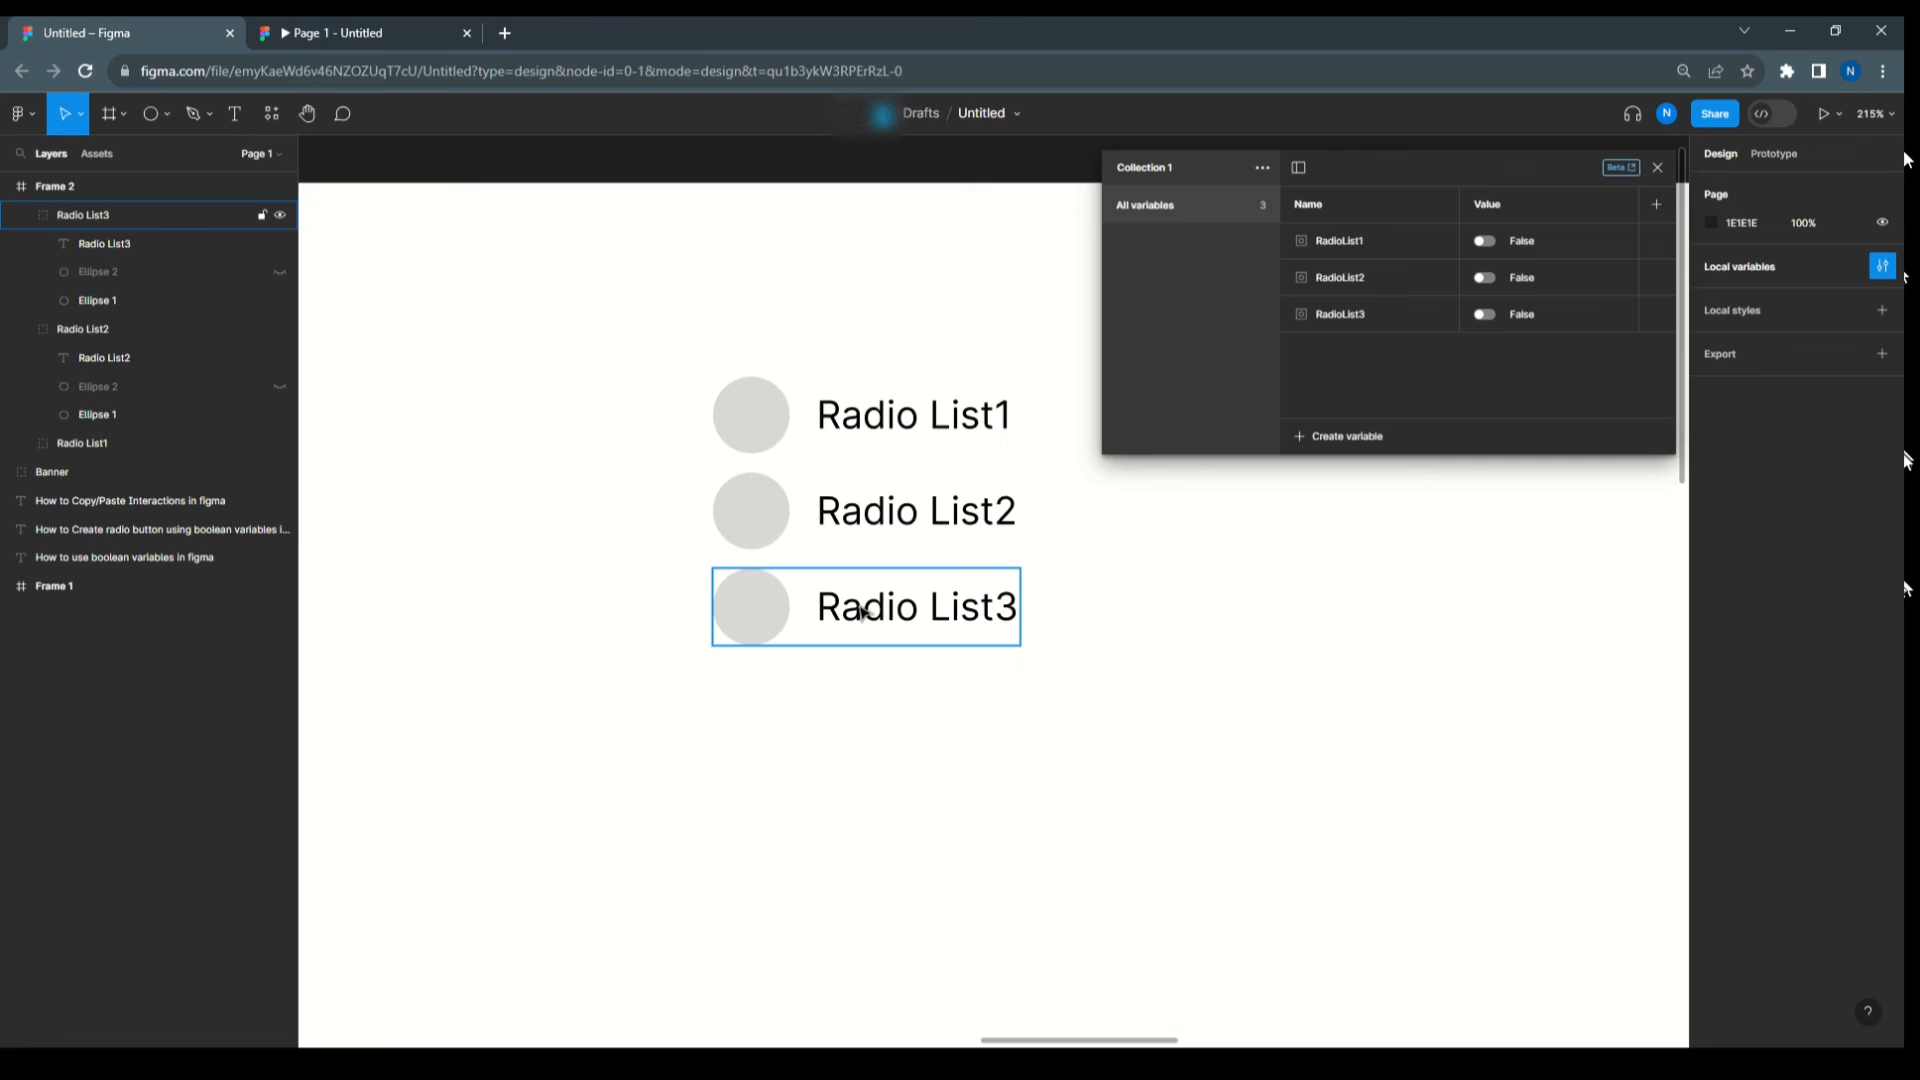 Untitled – Figma
Page 1 - Untitled
figma.com/file/emyKaeWd6v46NZOZUqT7cU/Untitled?type=design&node-id=0-1&mode=design&t=qu1b3ykW3RPErRzL-0
N
Drafts / Untitled
N
Share
215%
Layers
Assets
Page 1
Frame 2
Radio List3
Radio List3
Ellipse 2
Ellipse 1
Radio List2
Radio List2
Ellipse 2
Ellipse 1
Radio List1
Banner
How to Copy/Paste Interactions in figma
How to Create radio button using boolean variables i...
How to use boolean variables in figma
Frame 1
Radio List1
Radio List2
Radio List3
Collection 1
Beta
All variables 3
Name Value
RadioList1 False
RadioList2 False
RadioList3 False
Create variable
Design
Prototype
Page
1E1E1E 100%
Local variables
Local styles
Export
?